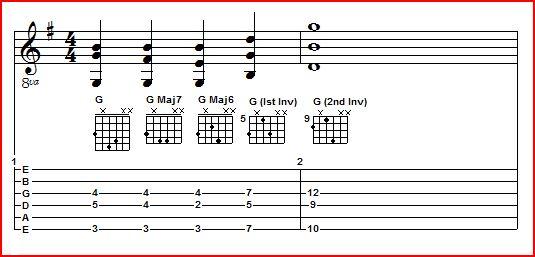 4
4
8va
G G Maj7 G Maj6 G (Ist Inv) G (2nd Inv)
x xx x xx x xx x xx x xx
5 9
1 2
E
B
G 4 4 4 7 12
D 5 4 2 5 9
A
E 3 3 3 7 10